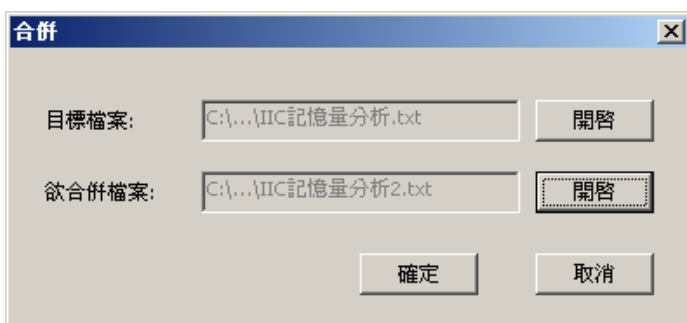 合併
目標檔案: C:\...\IIC記憶量分析.txt 開啓
欲合併檔案: C:\...\IIC記憶量分析2.txt 開啓
確定 取消